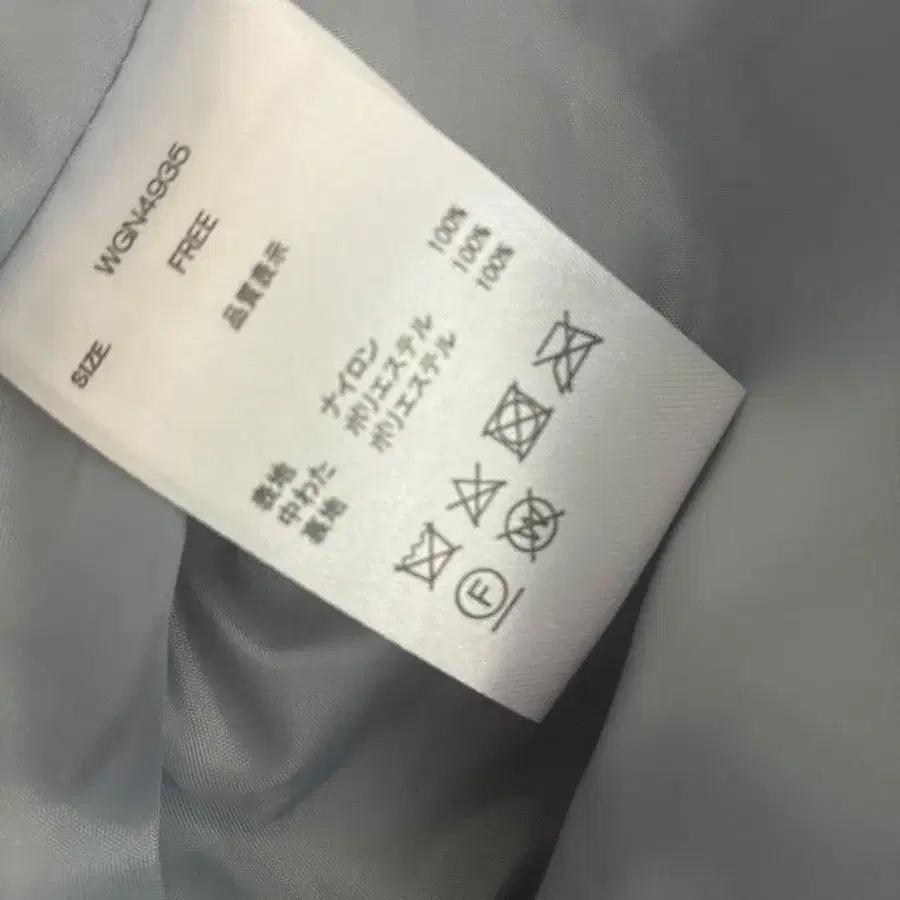 WGN4935
SIZE FREE
品質表示
表地 ナイロン 100%
中わた ポリエステル 100%
裏地 ポリエステル 100%
F
W